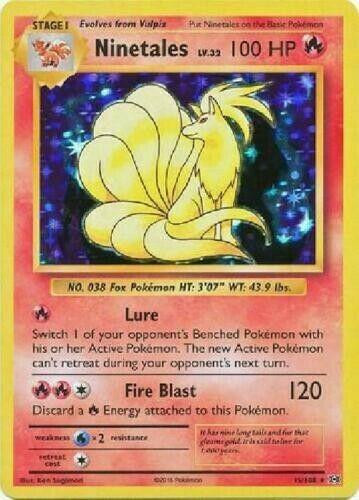 STAGE 1 Evolves from Vulpix Put Ninetales on the Basic Pokémon
Ninetales LV.32 100 HP
NO. 038 Fox Pokémon HT: 3'07" WT: 43.9 lbs.
Lure
Switch 1 of your opponent's Benched Pokémon with
his or her Active Pokémon. The new Active Pokémon
can't retreat during your opponent's next turn.
Fire Blast 120
Discard a Energy attached to this Pokémon.
weakness ×2 resistance
retreat
cost
It has nine long tails and fur that
gleams gold. It is said to live for
1,000 years.
Illus. Ken Sugimori ©2016 Pokémon 15/108